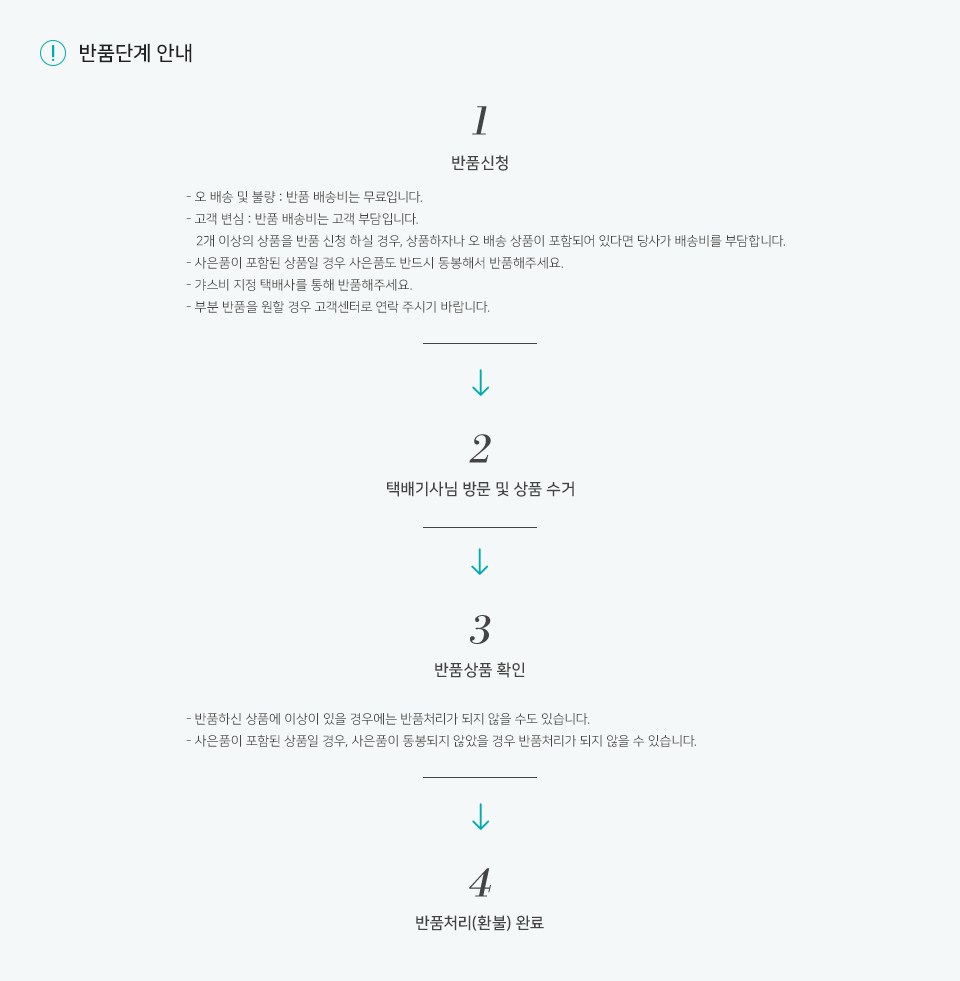 반품단계 안내
1
반품신청
- 오 배송 및 불량 : 반품 배송비는 무료입니다.
- 고객 변심 : 반품 배송비는 고객 부담입니다.
2개 이상의 상품을 반품 신청 하실 경우, 상품하자나 오 배송 상품이 포함되어 있다면 당사가 배송비를 부담합니다.
- 사은품이 포함된 상품일 경우 사은품도 반드시 동봉해서 반품해주세요.
- 갸스비 지정 택배사를 통해 반품해주세요.
- 부분 반품을 원할 경우 고객센터로 연락 주시기 바랍니다.
2
택배기사님 방문 및 상품 수거
3
반품상품 확인
- 반품하신 상품에 이상이 있을 경우에는 반품처리가 되지 않을 수도 있습니다.
- 사은품이 포함된 상품일 경우, 사은품이 동봉되지 않았을 경우 반품처리가 되지 않을 수 있습니다.
4
반품처리(환불) 완료